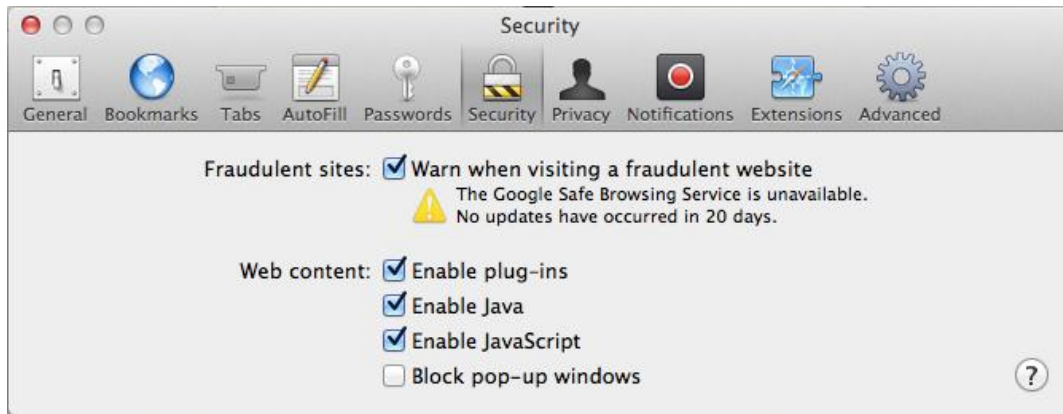 Security
General Bookmarks Tabs AutoFill Passwords Security Privacy Notifications Extensions Advanced
Fraudulent sites: Warn when visiting a fraudulent website
The Google Safe Browsing Service is unavailable.
No updates have occurred in 20 days.
Web content: Enable plug-ins
Enable Java
Enable JavaScript
Block pop-up windows
?